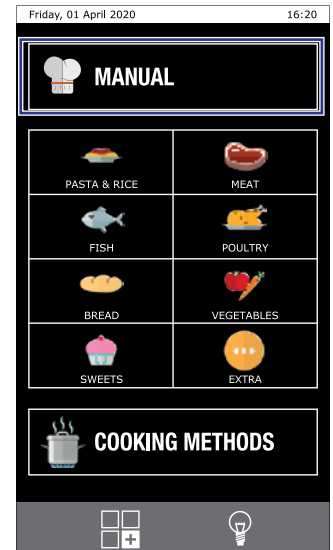 Friday, 01 April 2020 16:20
MANUAL
PASTA & RICE MEAT
FISH POULTRY
BREAD VEGETABLES
SWEETS EXTRA
COOKING METHODS